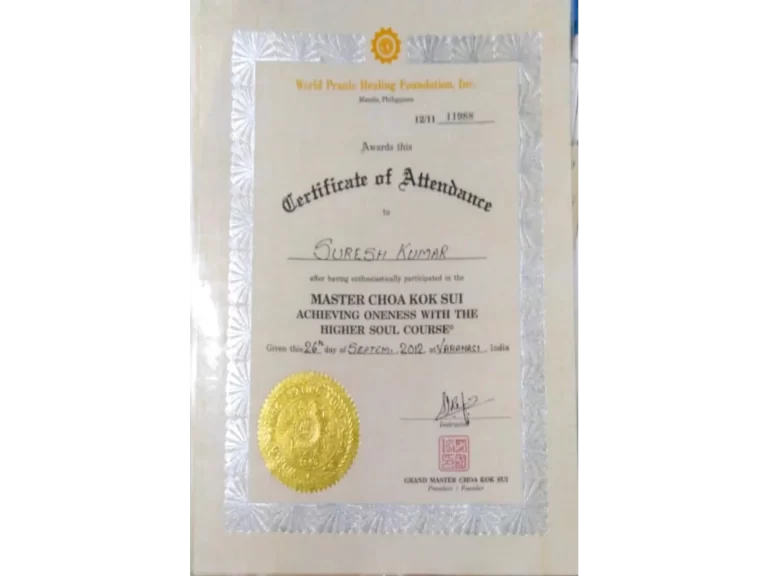 World Pranic Healing Foundation, Inc.
Manila, Philippines
12/11 11988
Awards this
Certificate of Attendance
to
SURESH KUMAR
after having enthusiastically participated in the
MASTER CHOA KOK SUI
ACHIEVING ONENESS WITH THE
HIGHER SOUL COURSE®
Given this 26th day of SEPTEM. 2012 at VARANASI, India
Instructor
GRAND MASTER CHOA KOK SUI
Founder